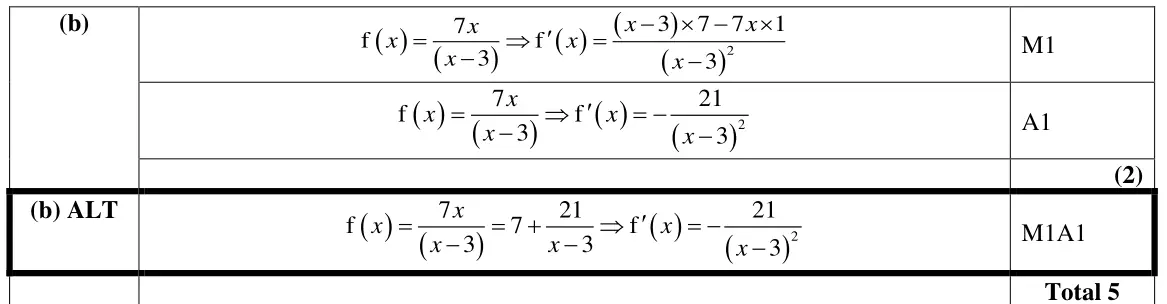 (b) f(x) = 7x/(x−3) ⇒ f′(x) = ((x−3)×7−7x×1)/(x−3)² M1
f(x) = 7x/(x−3) ⇒ f′(x) = −21/(x−3)² A1
(2)
(b) ALT f(x) = 7x/(x−3) = 7 + 21/(x−3) ⇒ f′(x) = −21/(x−3)² M1A1
Total 5